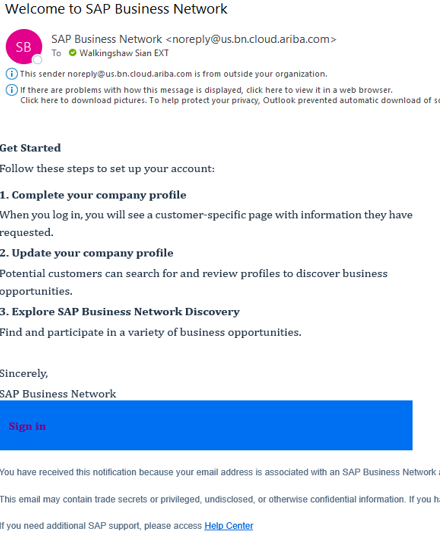 Welcome to SAP Business Network
SB
SAP Business Network <noreply@us.bn.cloud.ariba.com>
To Walkingshaw Sian EXT
This sender noreply@us.bn.cloud.ariba.com is from outside your organization.
If there are problems with how this message is displayed, click here to view it in a web browser.
Click here to download pictures. To help protect your privacy, Outlook prevented automatic download of
Get Started
Follow these steps to set up your account:
1. Complete your company profile
When you log in, you will see a customer-specific page with information they have
requested.
2. Update your company profile
Potential customers can search for and review profiles to discover business
opportunities.
3. Explore SAP Business Network Discovery
Find and participate in a variety of business opportunities.
Sincerely,
SAP Business Network
Sign in
You have received this notification because your email address is associated with an SAP Business Network
This email may contain trade secrets or privileged, undisclosed, or otherwise confidential information. If you
If you need additional SAP support, please access Help Center